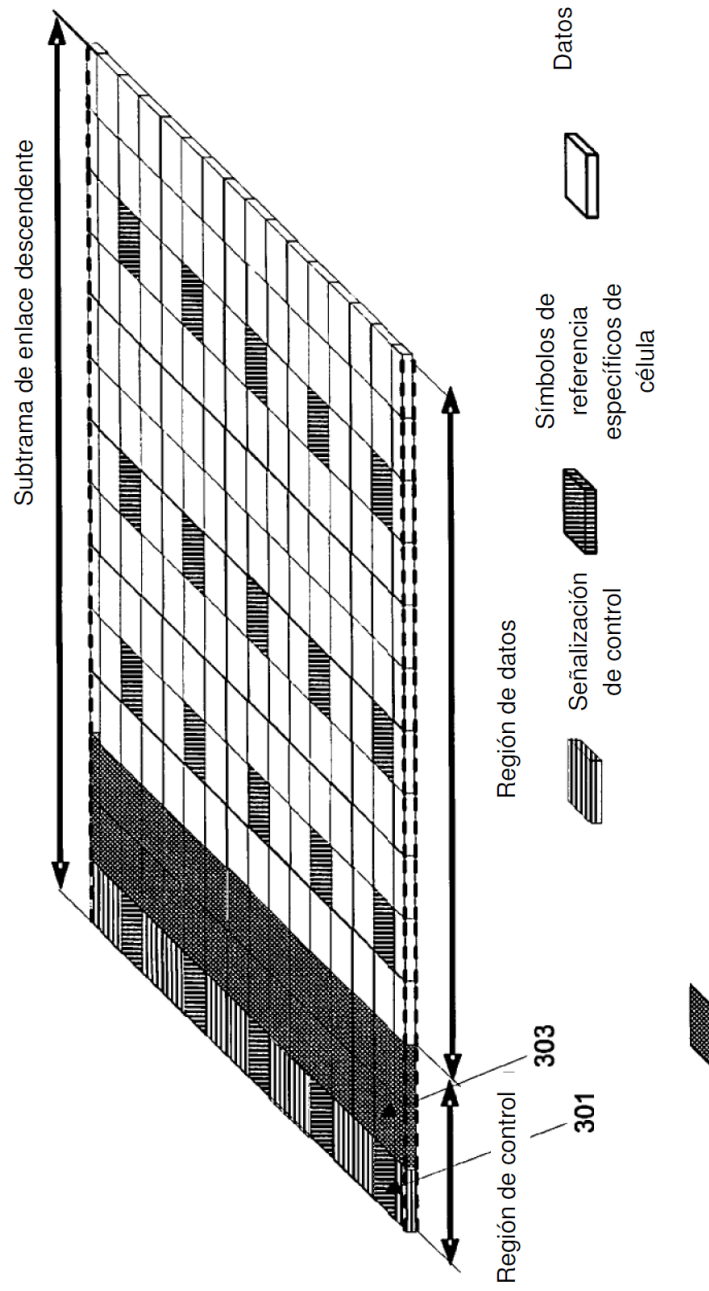 Subtrama de enlace descendente
Región de control
Región de datos
301
303
Señalización
de control
Símbolos de
referencia
específicos de
célula
Datos